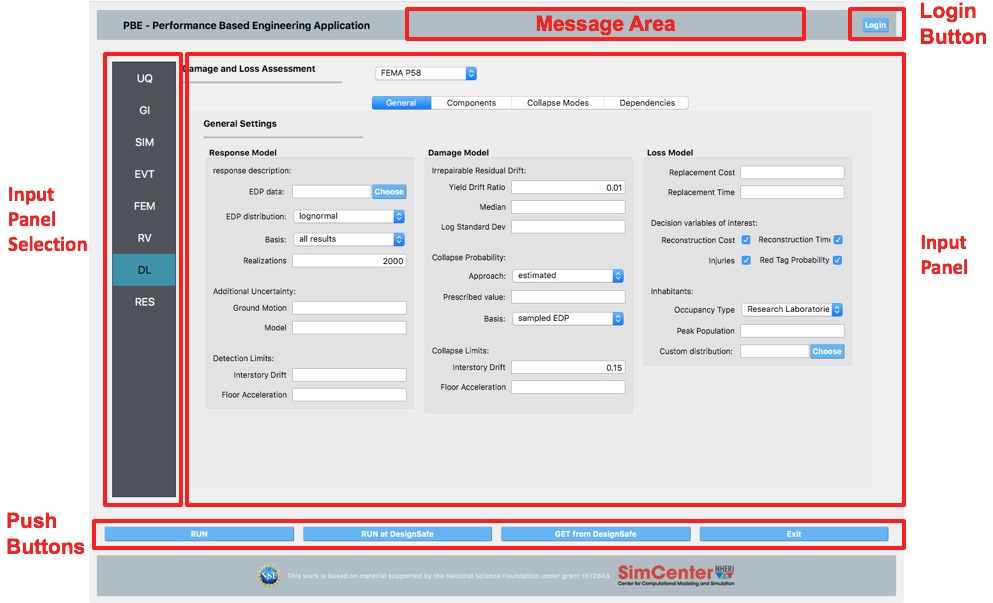 PBE - Performance Based Engineering Application
Message Area
Login
Login
Button
Input
Panel
Selection
UQ
GI
SIM
EVT
FEM
RV
DL
RES
Damage and Loss Assessment
FEMA P58
General
Components
Collapse Modes
Dependencies
General Settings
Response Model
response description:
EDP data:
Choose
EDP distribution:
lognormal
Basis:
all results
Realizations
2000
Additional Uncertainty:
Ground Motion
Model
Detection Limits:
Interstory Drift
Floor Acceleration
Damage Model
Irrepairable Residual Drift:
Yield Drift Ratio
0.01
Median
Log Standard Dev
Collapse Probability:
Approach:
estimated
Prescribed value:
Basis:
sampled EDP
Collapse Limits:
Interstory Drift
0.15
Floor Acceleration
Loss Model
Replacement Cost
Replacement Time
Decision variables of interest:
Reconstruction Cost
Reconstruction Time
Injuries
Red Tag Probability
Inhabitants:
Occupancy Type
Research Laboratorie
Peak Population
Custom distribution:
Choose
Input
Panel
Push
Buttons
RUN
RUN at DesignSafe
GET from DesignSafe
Exit
NSF
This work is based on material supported by the National Science Foundation under grant 1612843
SimCenter
NHERI
Center for Computational Modeling and Simulation